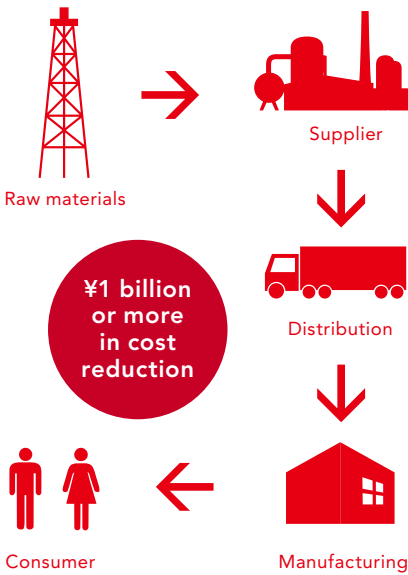 Raw materials
Supplier
Distribution
¥1 billion
or more
in cost
reduction
Manufacturing
Consumer